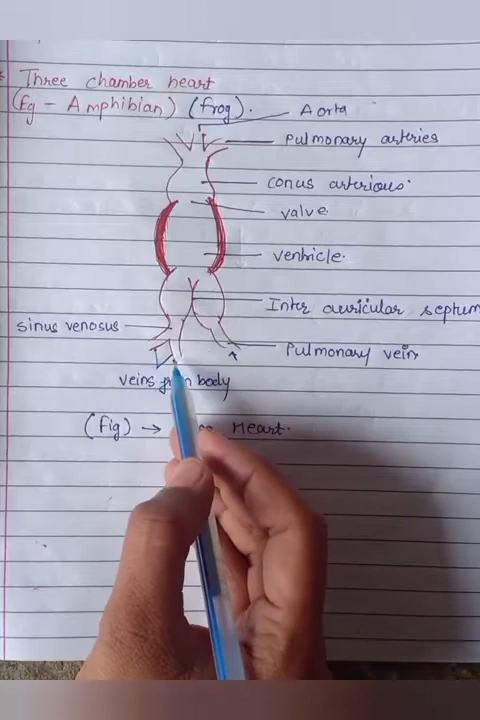 * Three chamber heart
(Eg - Amphibian) (frog).
Aorta
Pulmonary arteries
conus arterious.
valve.
ventricle.
Inter auricular septum
sinus venosus
Pulmonary vein
veins body
(fig) → Heart.